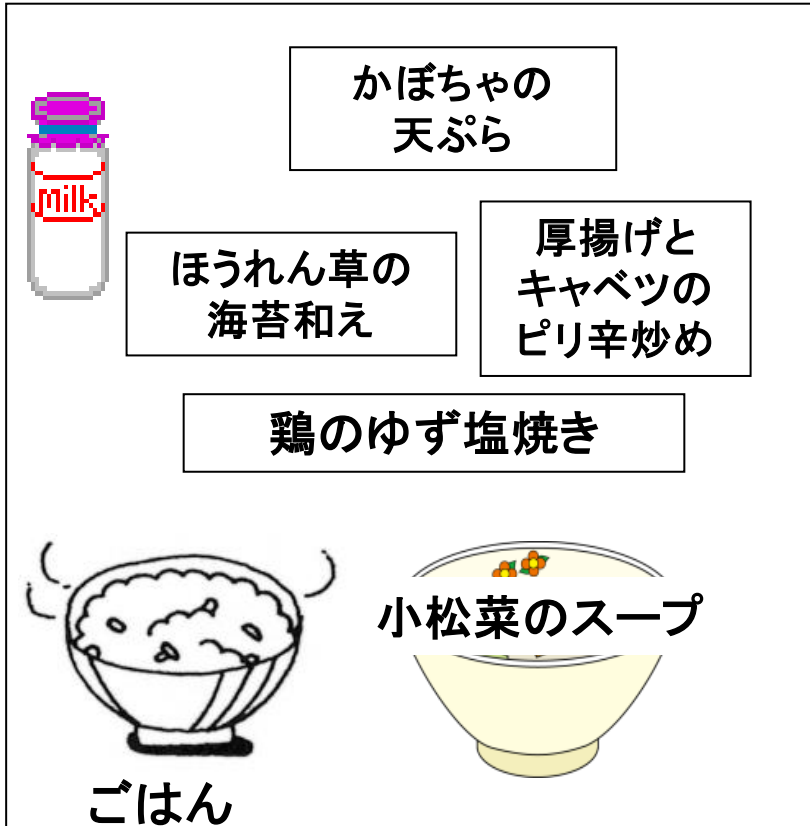 かぼちゃの
天ぷら
Milk
厚揚げと
キャベツの
ピリ辛炒め
ほうれん草の
海苔和え
鶏のゆず塩焼き
小松菜のスープ
ごはん